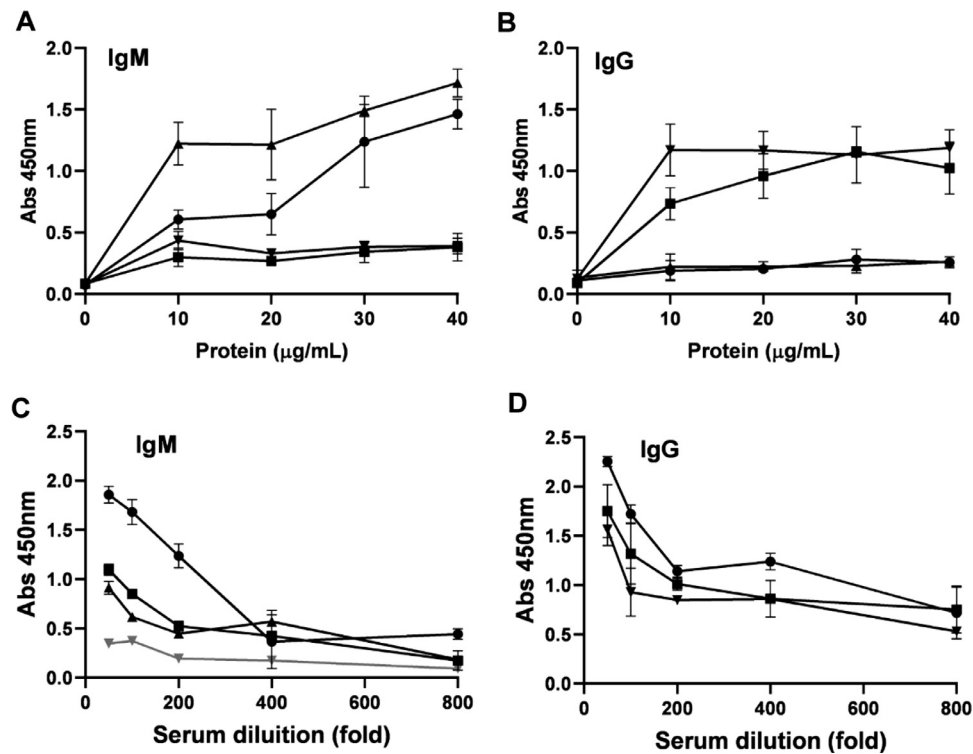 A
IgM
2.0
1.5
1.0
0.5
0.0
Abs 450nm
0 10 20 30 40
Protein (µg/mL)
B
IgG
2.0
1.5
1.0
0.5
0.0
Abs 450nm
0 10 20 30 40
Protein (µg/mL)
C
IgM
2.5
2.0
1.5
1.0
0.5
0.0
Abs 450nm
0 200 400 600 800
Serum diluition (fold)
D
IgG
2.5
2.0
1.5
1.0
0.5
0.0
Abs 450nm
0 200 400 600 800
Serum dilution (fold)